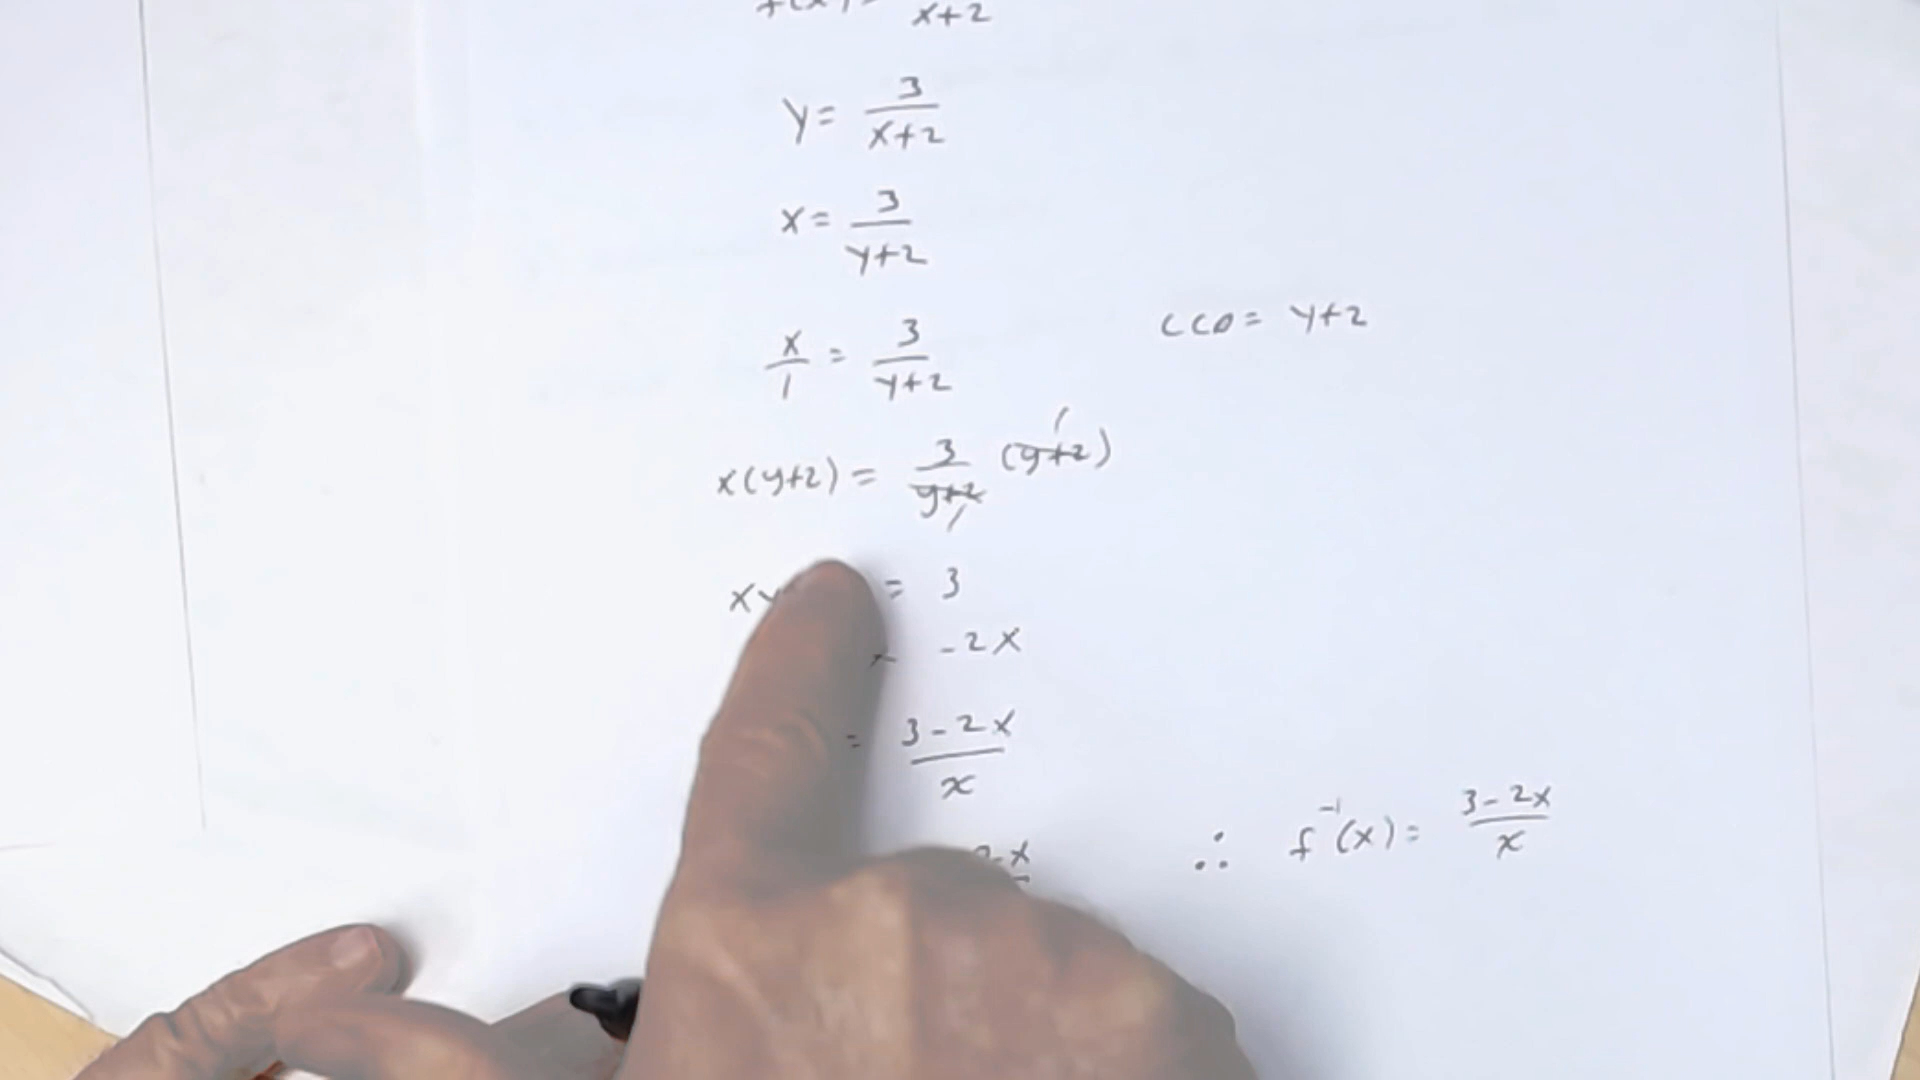 x+2
y = 3/(x+2)
x = 3/(y+2)
x/1 = 3/(y+2) LCD = y+2
x(y+2) = 3/(y+2) (y+2)
xy = 3
-2x
= (3-2x)/x
∴ f⁻¹(x) = (3-2x)/x